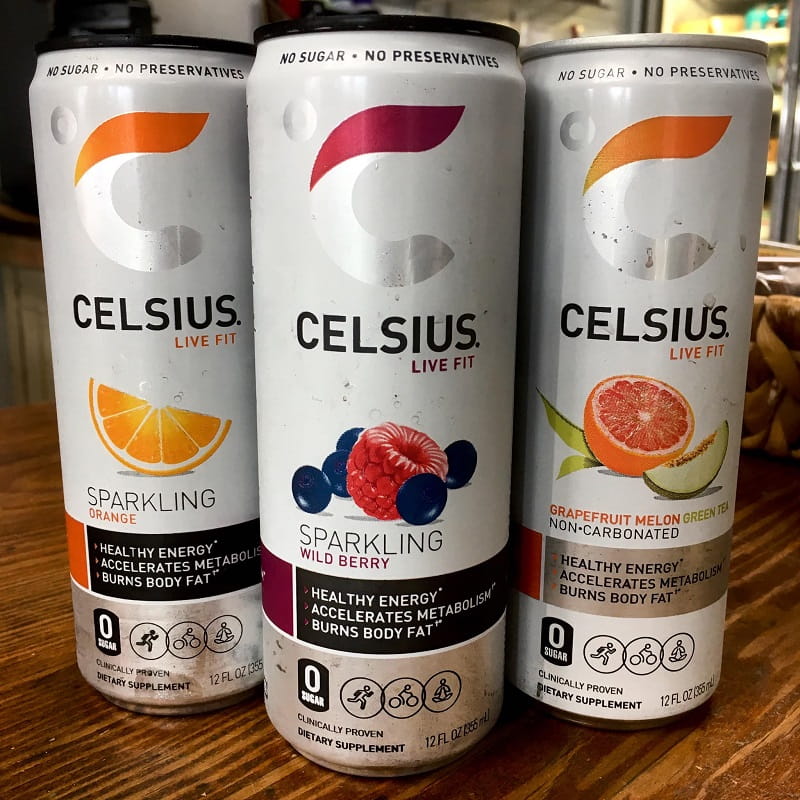 NO SUGAR • NO PRESERVATIVES
CELSIUS.
LIVE FIT
SPARKLING
ORANGE
› HEALTHY ENERGY*
› ACCELERATES METABOLIS
› BURNS BODY FAT*†
0
SUGAR
CLINICALLY PROVEN
DIETARY SUPPLEMENT
12 FL OZ (355
NO SUGAR • NO PRESERVATIVES
CELSIUS.
LIVE FIT
SPARKLING
WILD BERRY
› HEALTHY ENERGY*
› ACCELERATES METABOLISM*†
› BURNS BODY FAT*†
0
SUGAR
CLINICALLY PROVEN
DIETARY SUPPLEMENT
12 FL OZ (355 mL)
NO SUGAR • NO PRESERVATIVES
CELSIUS.
LIVE FIT
GRAPEFRUIT MELON GREEN TEA
NON•CARBONATED
› HEALTHY ENERGY*
› ACCELERATES METABOLISM*
› BURNS BODY FAT*†
0
SUGAR
CLINICALLY PROVEN
DIETARY SUPPLEMENT
12 FL OZ (355 mL)